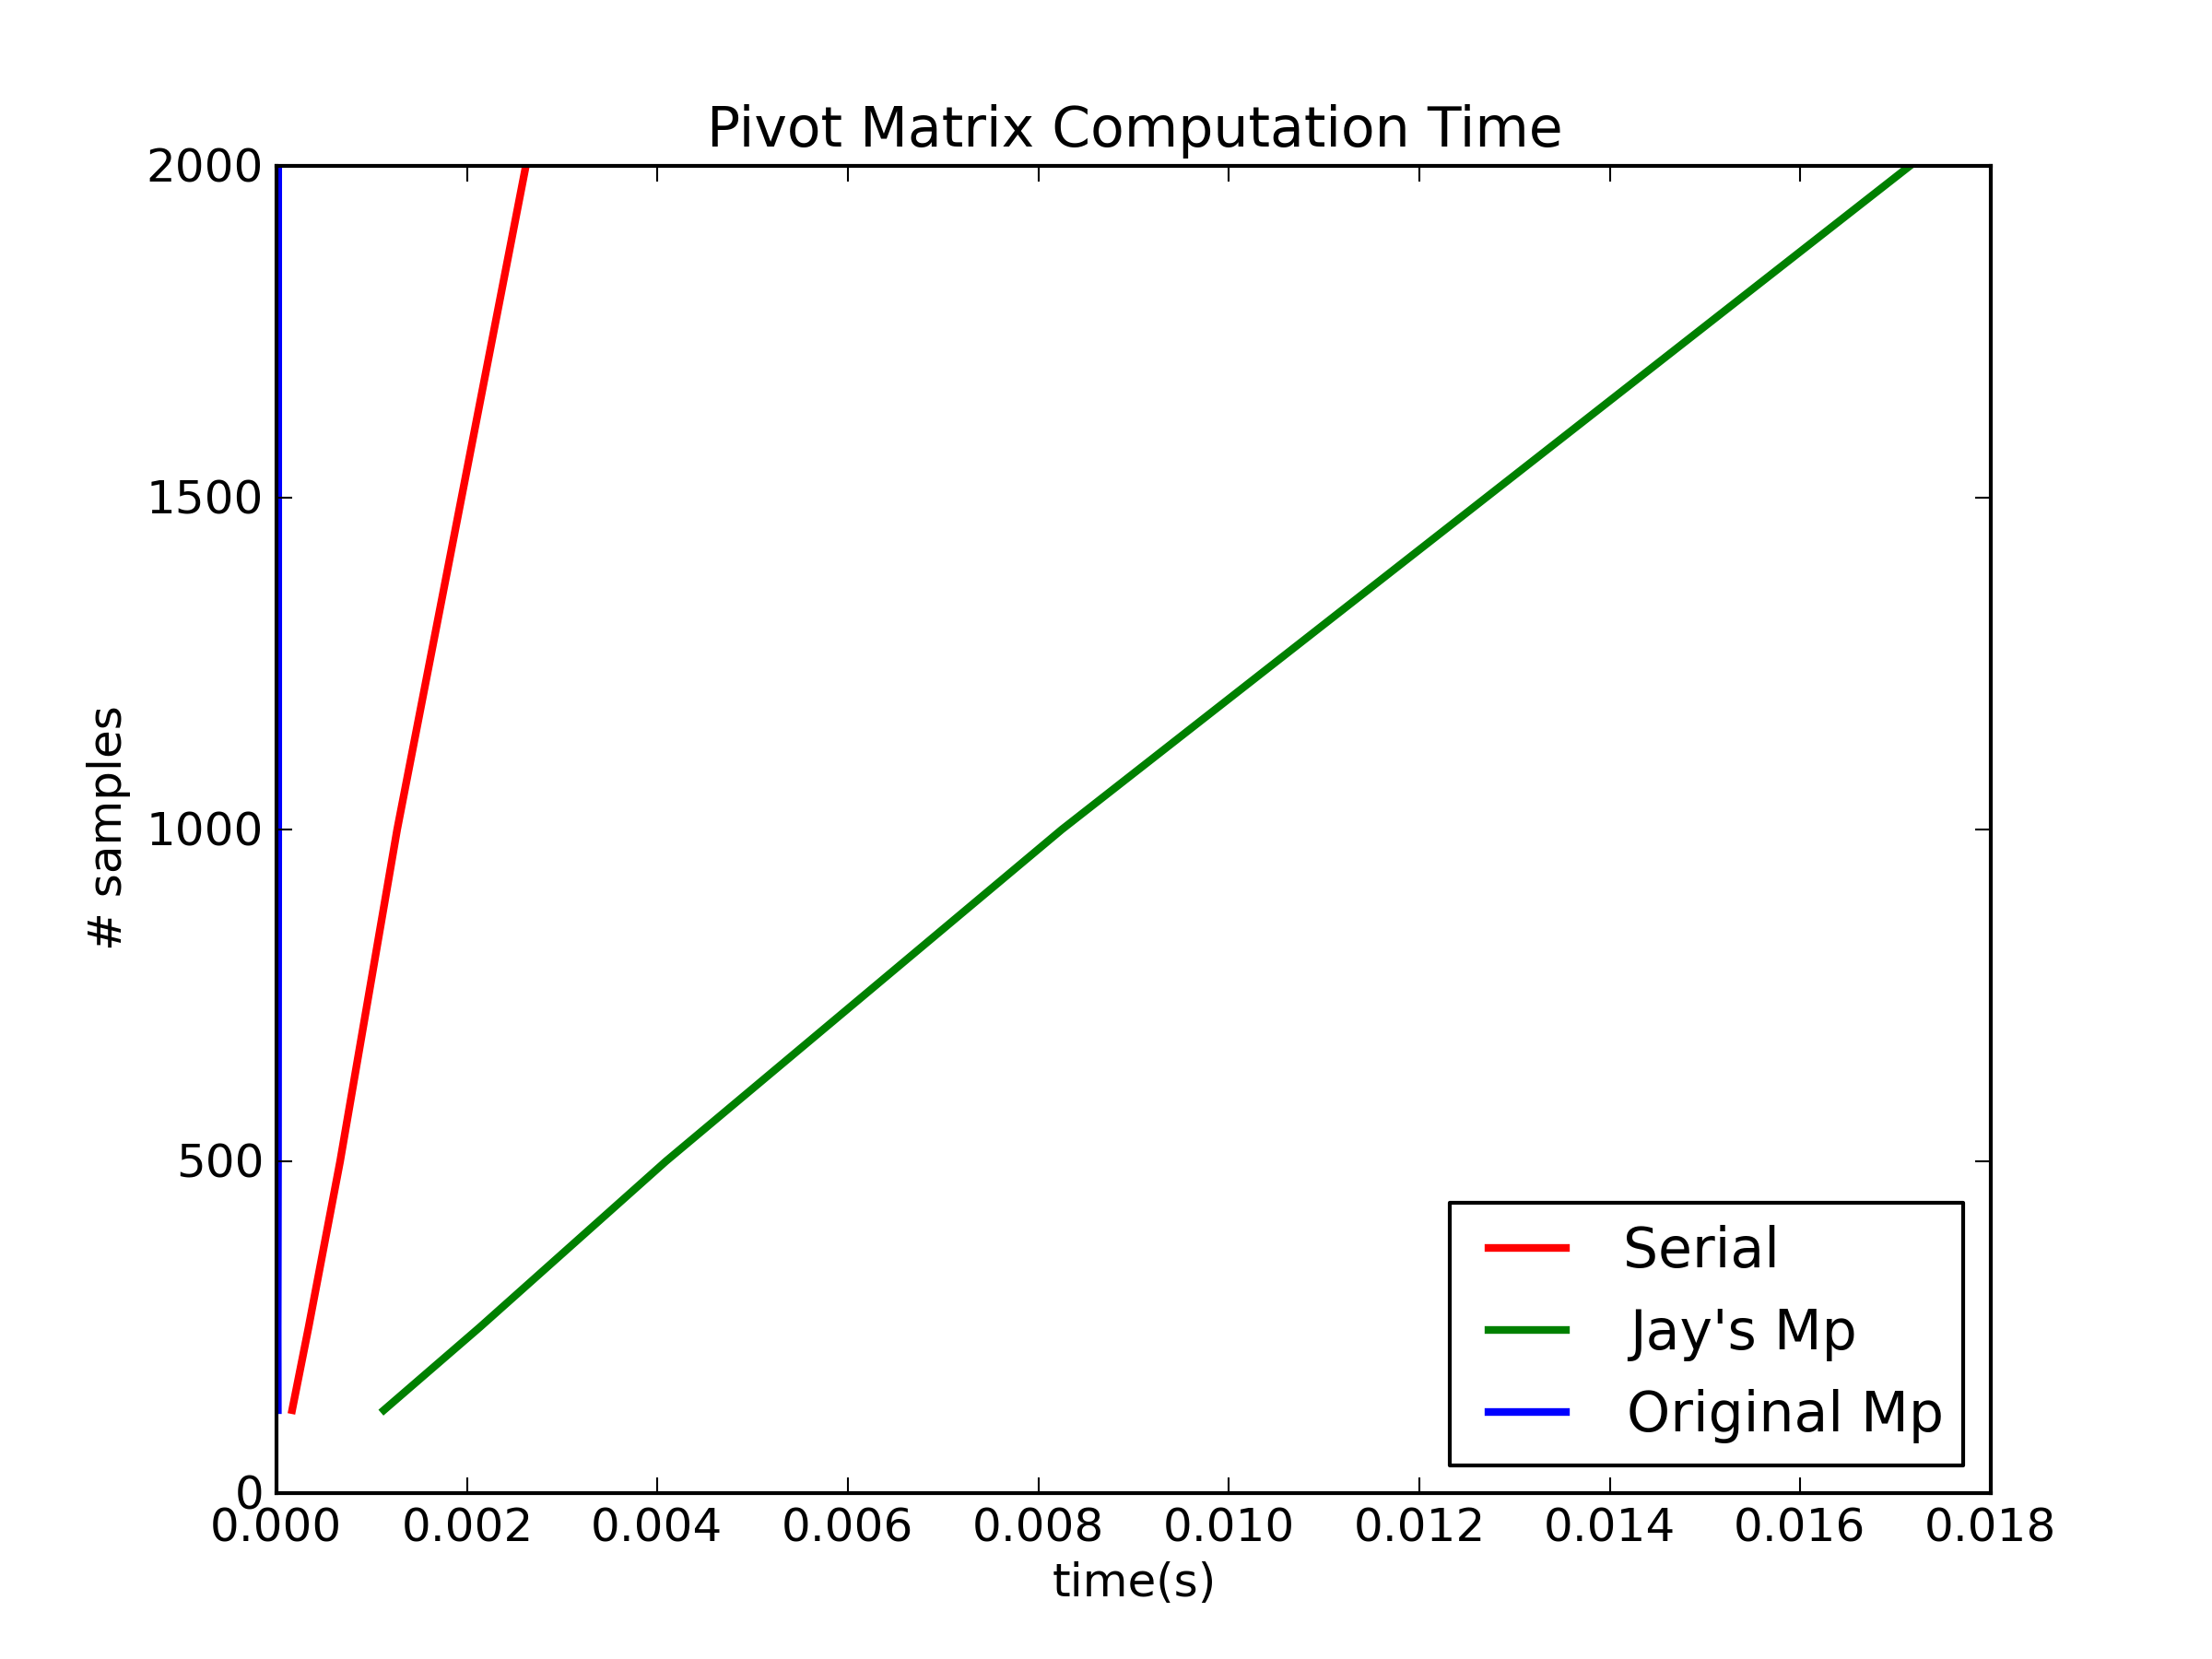 Pivot Matrix Computation Time
2000
1500
1000
500
0
# samples
0.000 0.002 0.004 0.006 0.008 0.010 0.012 0.014 0.016 0.018
time(s)
Serial
Jay's Mp
Original Mp